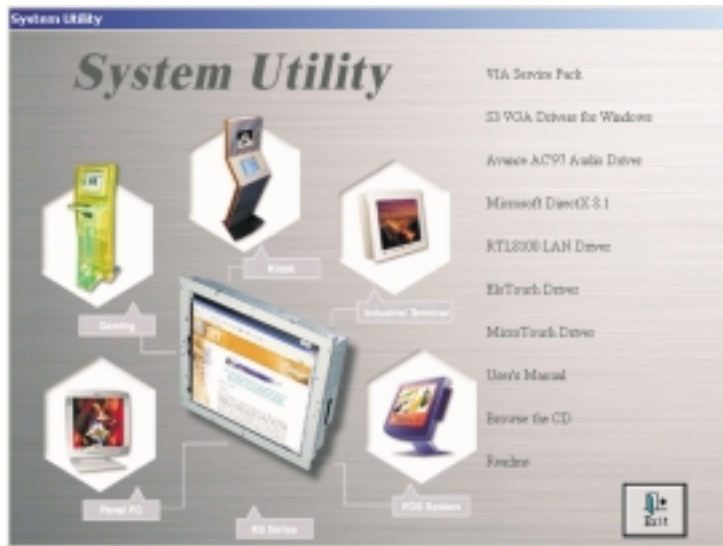 System Utility
System Utility
VIA Service Pack
S3 VGA Drivers for Windows
Avance AC97 Audio Driver
Microsoft DirectX 8.1
RTL8100 LAN Driver
EloTouch Driver
MicroTouch Driver
User's Manual
Browse the CD
Readme
Kiosk
Industrial Terminal
Gaming
Panel PC
POS System
KS Series
Exit